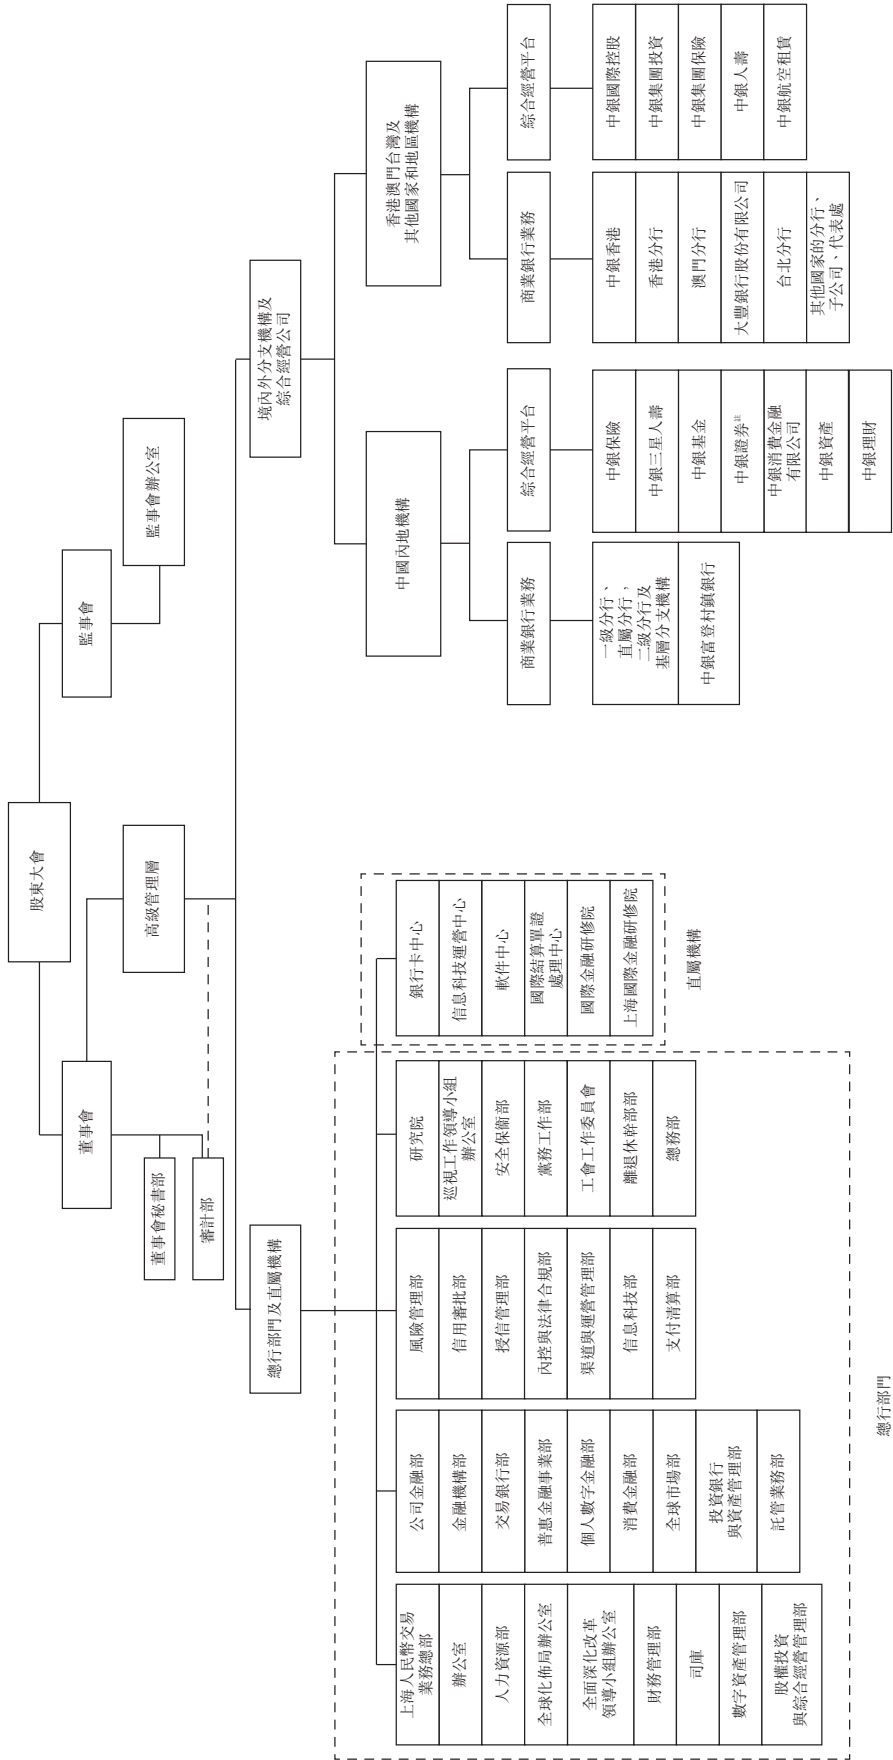 股東大會
董事會
監事會
董事會秘書部
審計部
高級管理層
監事會辦公室
總行部門及直屬機構
境內外分支機構及
綜合經營公司
上海人民幣交易
業務總部
辦公室
人力資源部
全球化佈局辦公室
全面深化改革
領導小組辦公室
財務管理部
司庫
數字資產管理部
股權投資
與綜合經營管理部
公司金融部
金融機構部
交易銀行部
普惠金融事業部
個人數字金融部
消費金融部
全球市場部
投資銀行
與資產管理部
託管業務部
風險管理部
信用審批部
授信管理部
內控與法律合規部
渠道與運營管理部
信息科技部
支付清算部
研究院
巡視工作領導小組
辦公室
安全保衛部
黨務工作部
工會工作委員會
離退休幹部部
總務部
總行部門
銀行卡中心
信息科技運營中心
軟件中心
國際結算單證
處理中心
國際金融研修院
上海國際金融研修院
直屬機構
中國內地機構
商業銀行業務
一級分行、
直屬分行，
二級分行及
基層分支機構
中銀富登村鎮銀行
綜合經營平台
中銀保險
中銀三星人壽
中銀基金
中銀證券註
中銀消費金融
有限公司
中銀資產
中銀理財
香港澳門台灣及
其他國家和地區機構
商業銀行業務
中銀香港
香港分行
澳門分行
大豐銀行股份有限公司
台北分行
其他國家的分行、
子公司、代表處
綜合經營平台
中銀國際控股
中銀集團投資
中銀集團保險
中銀人壽
中銀航空租賃